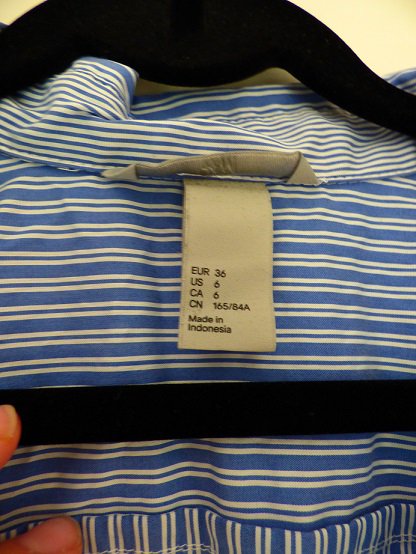 EUR 36
US 6
CA 6
CN 165/84A
Made in
Indonesia